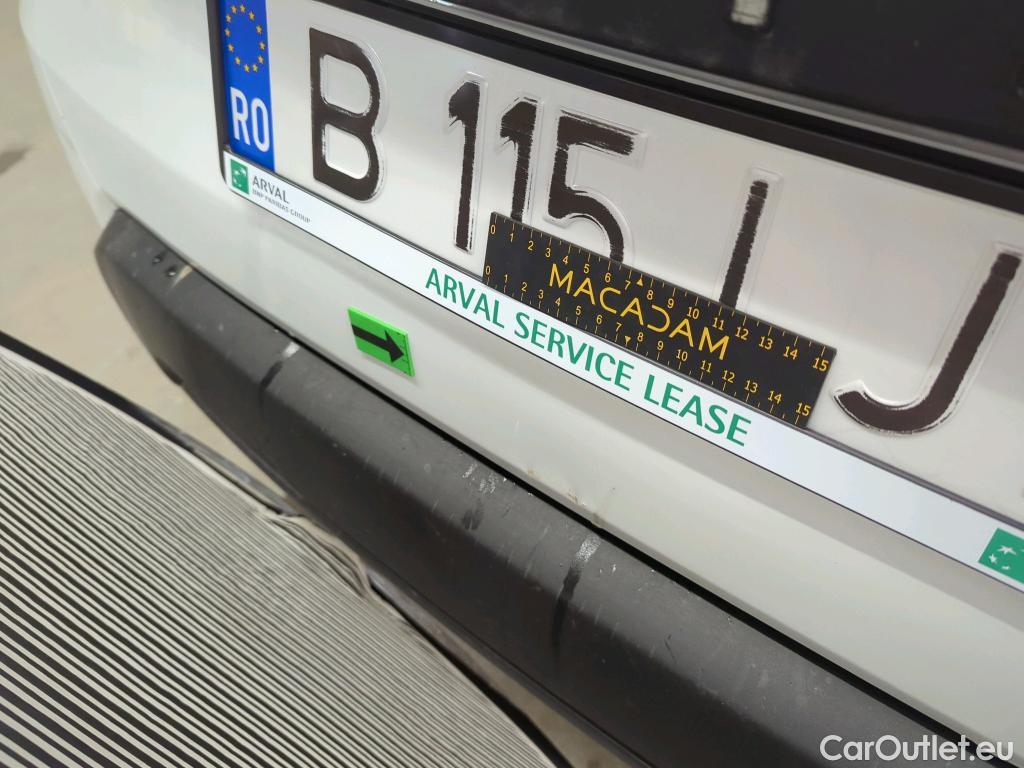 RO
B 115 IJ
ARVAL
BNP PARIBAS GROUP
0 1 2 3 4 5 6 7 8 9 10 11 12 13 14 15
MACADAM
0 1 2 3 4 5 6 7 8 9 10 11 12 13 14 15
ARVAL SERVICE LEASE
CarOutlet.eu